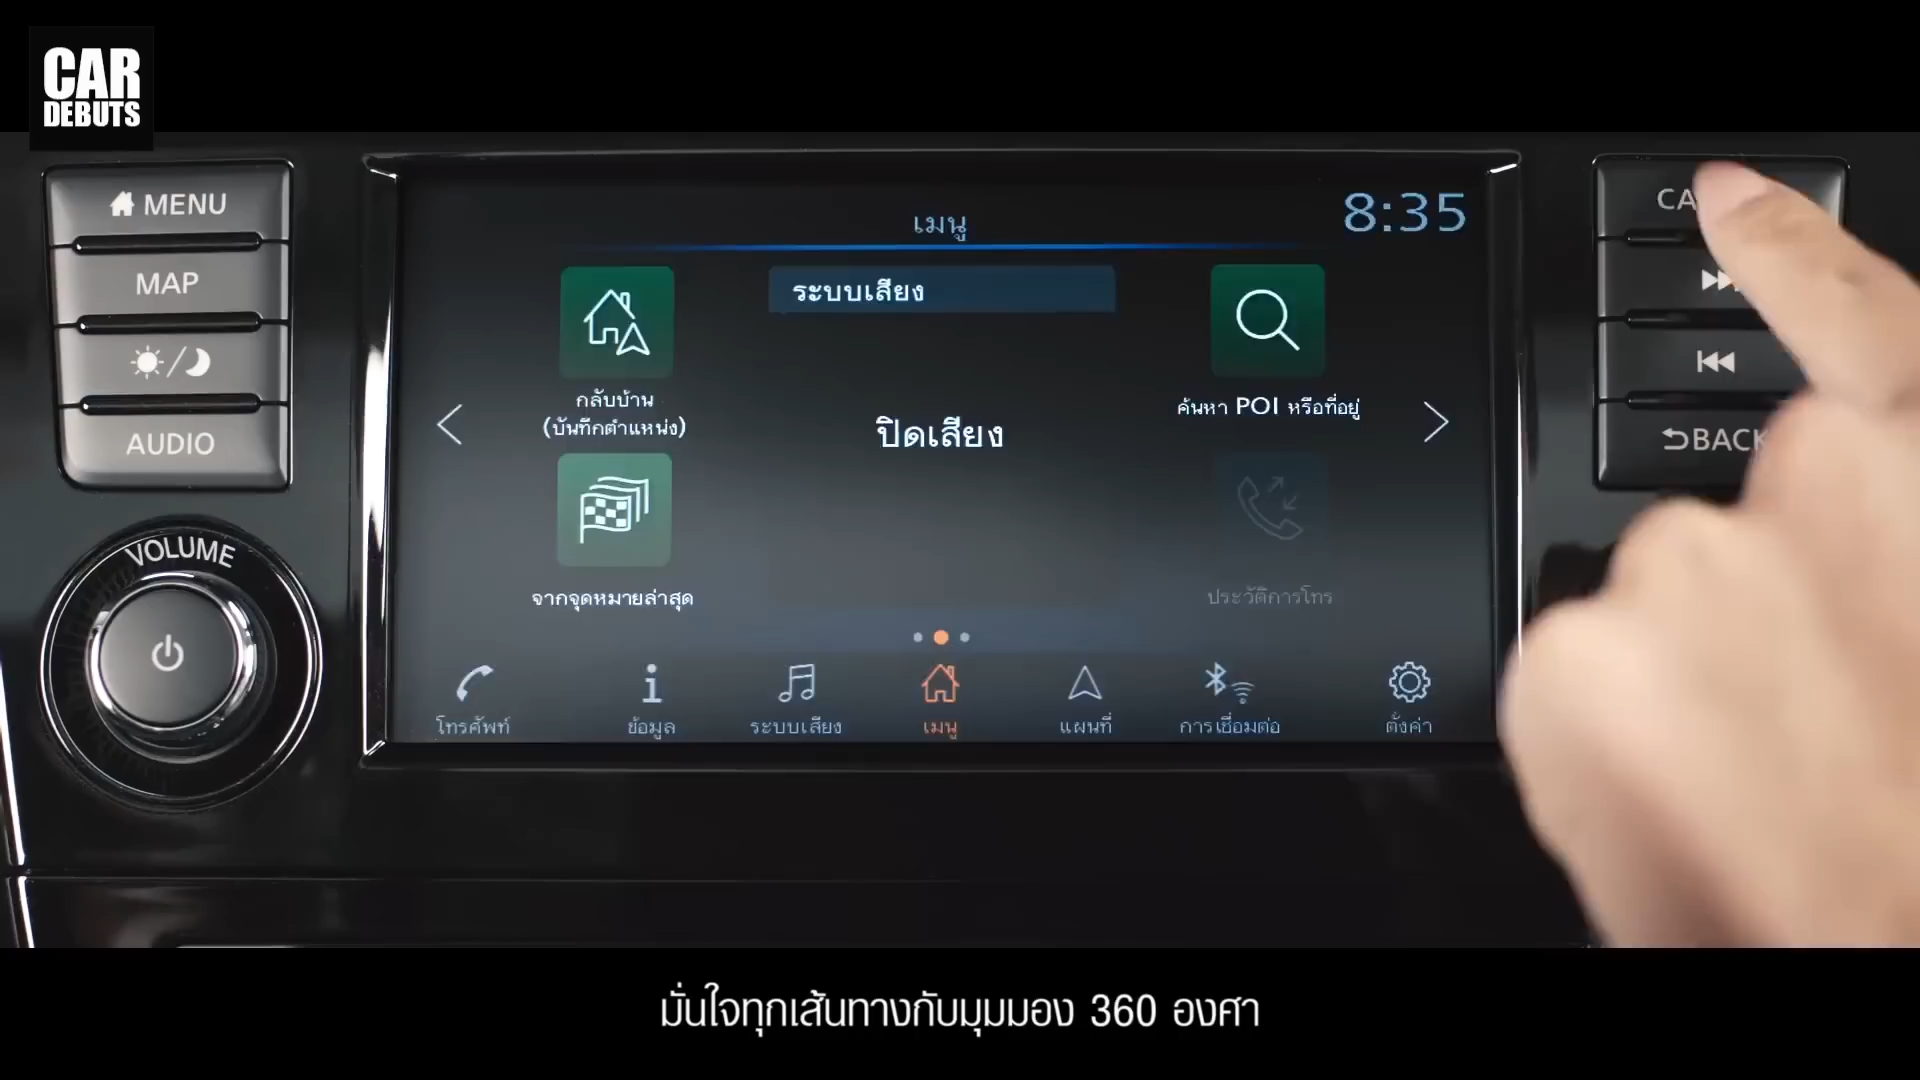 CAR
DEBUTS
MENU
MAP
AUDIO
VOLUME
เมนู
8:35
ระบบเสียง
กลับบ้าน
(บันทึกตำแหน่ง)
ค้นหา POI หรือที่อยู่
ปิดเสียง
จากจุดหมายล่าสุด
ประวัติการโทร
โทรศัพท์
ข้อมูล
ระบบเสียง
เมนู
แผนที่
การเชื่อมต่อ
ตั้งค่า
BACK
มั่นใจทุกเส้นทางกับมุมมอง 360 องศา